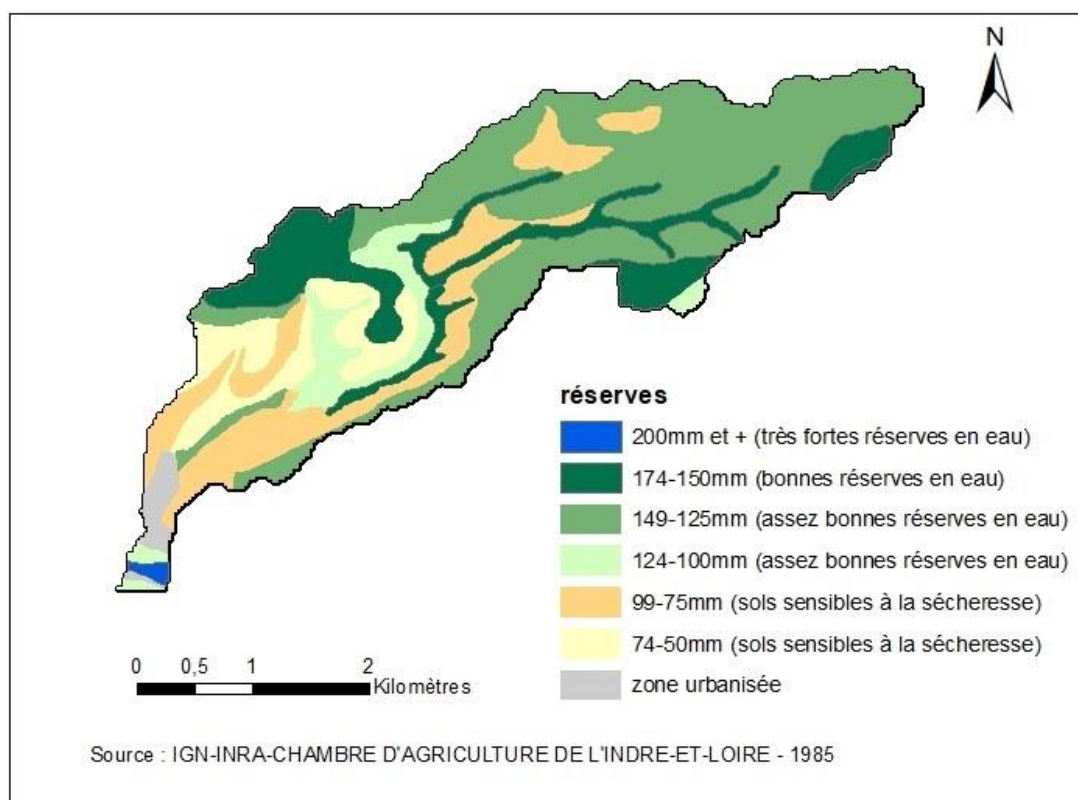 N
réserves
200mm et + (très fortes réserves en eau)
174-150mm (bonnes réserves en eau)
149-125mm (assez bonnes réserves en eau)
124-100mm (assez bonnes réserves en eau)
99-75mm (sols sensibles à la sécheresse)
74-50mm (sols sensibles à la sécheresse)
zone urbanisée
0 0,5 1 2
Kilomètres
Source : IGN-INRA-CHAMBRE D'AGRICULTURE DE L'INDRE-ET-LOIRE - 1985